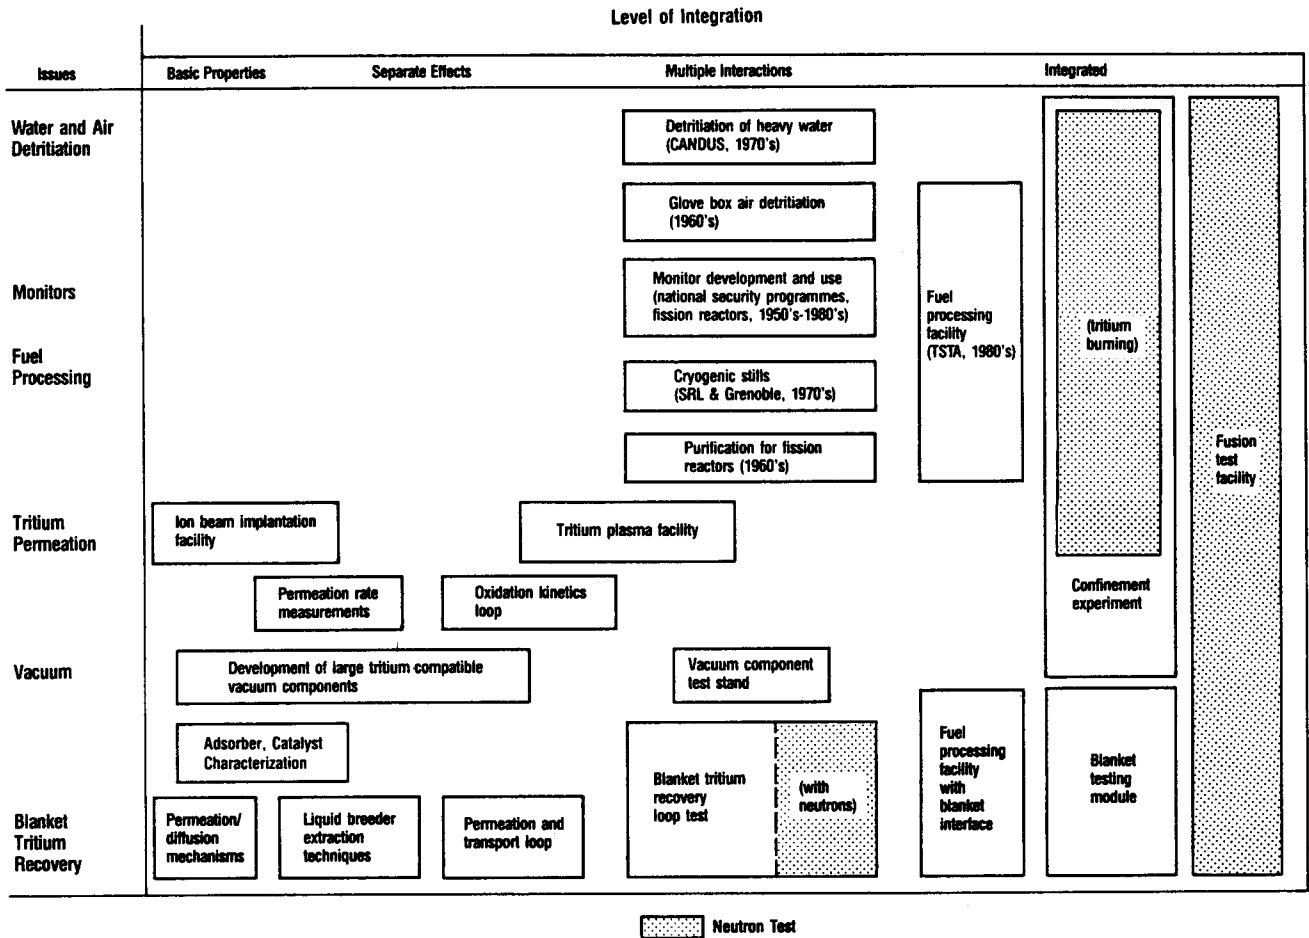 Level of Integration
Issues
Basic Properties
Separate Effects
Multiple Interactions
Integrated
Water and Air
Detritiation
Detritiation of heavy water
(CANDUS, 1970's)
Glove box air detritiation
(1960's)
Monitors
Monitor development and use
(national security programmes,
fission reactors, 1950's-1980's)
Fuel
processing
facility
(TSTA, 1980's)
(tritium
burning)
Fuel
Processing
Cryogenic stills
(SRL & Grenoble, 1970's)
Purification for fission
reactors (1960's)
Fusion
test
facility
Tritium
Permeation
Ion beam implantation
facility
Tritium plasma facility
Permeation rate
measurements
Oxidation kinetics
loop
Confinement
experiment
Vacuum
Development of large tritium-compatible
vacuum components
Vacuum component
test stand
Adsorber, Catalyst
Characterization
Blanket
Tritium
Recovery
Permeation/
diffusion
mechanisms
Liquid breeder
extraction
techniques
Permeation and
transport loop
Blanket tritium
recovery
loop test
(with
neutrons)
Fuel
processing
facility
with
blanket
interface
Blanket
testing
module
Neutron Test